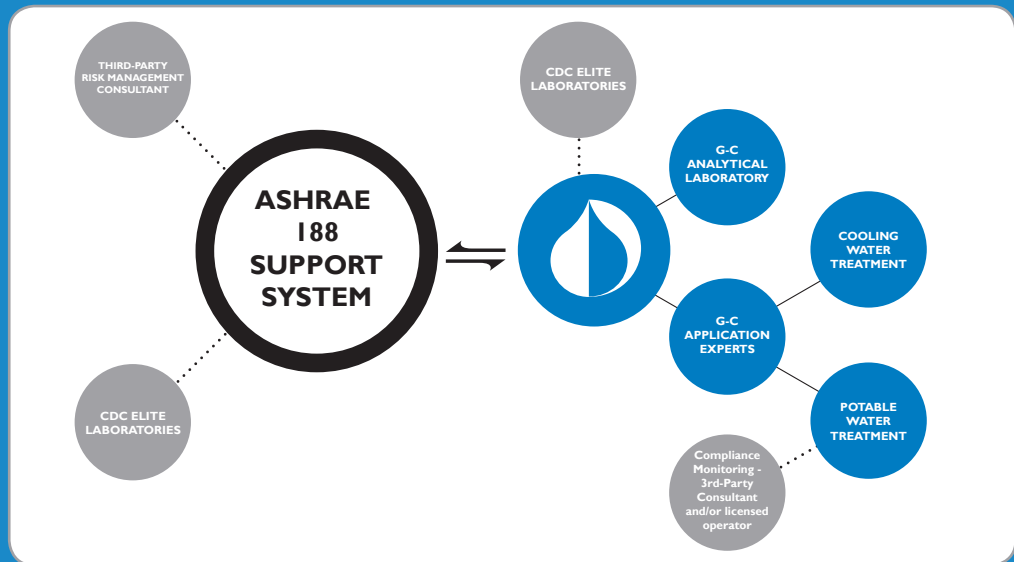 THIRD-PARTY
RISK MANAGEMENT
CONSULTANT
ASHRAE
188
SUPPORT
SYSTEM
CDC ELITE
LABORATORIES
CDC ELITE
LABORATORIES
G-C
ANALYTICAL
LABORATORY
G-C
APPLICATION
EXPERTS
COOLING
WATER
TREATMENT
POTABLE
WATER
TREATMENT
Compliance
Monitoring -
3rd-Party
Consultant
and/or licensed
operator